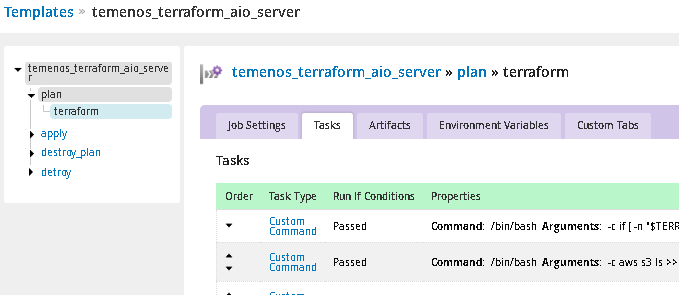 Templates » temenos_terraform_aio_server
temenos_terraform_aio_serve
r
plan
terraform
apply
destroy_plan
detroy
temenos_terraform_aio_server » plan » terraform
Job Settings Tasks Artifacts Environment Variables Custom Tabs
Tasks
Order Task Type Run If Conditions Properties
Custom
Command Passed Command: /bin/bash Arguments: -c if [ -n "$TERR
Custom
Command Passed Command: /bin/bash Arguments: -c aws s3 ls >>
Custom